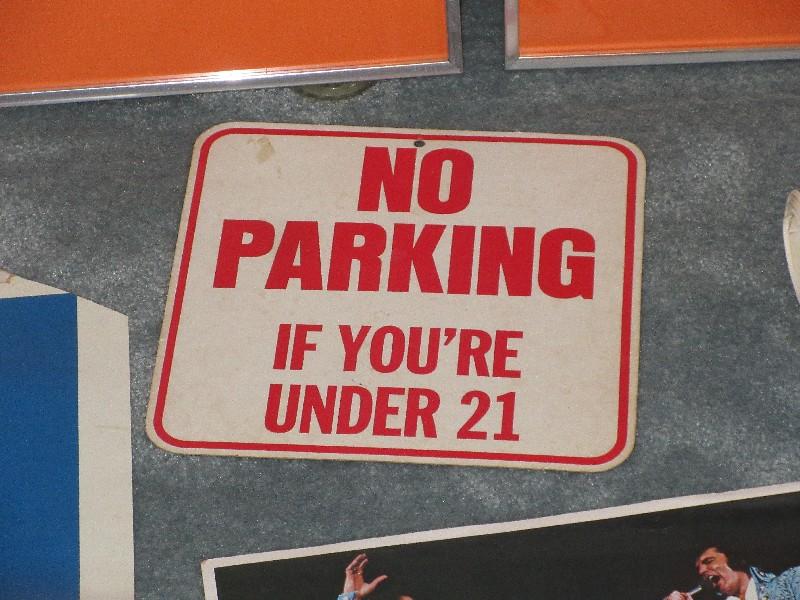 NO
PARKING
IF YOU'RE
UNDER 21